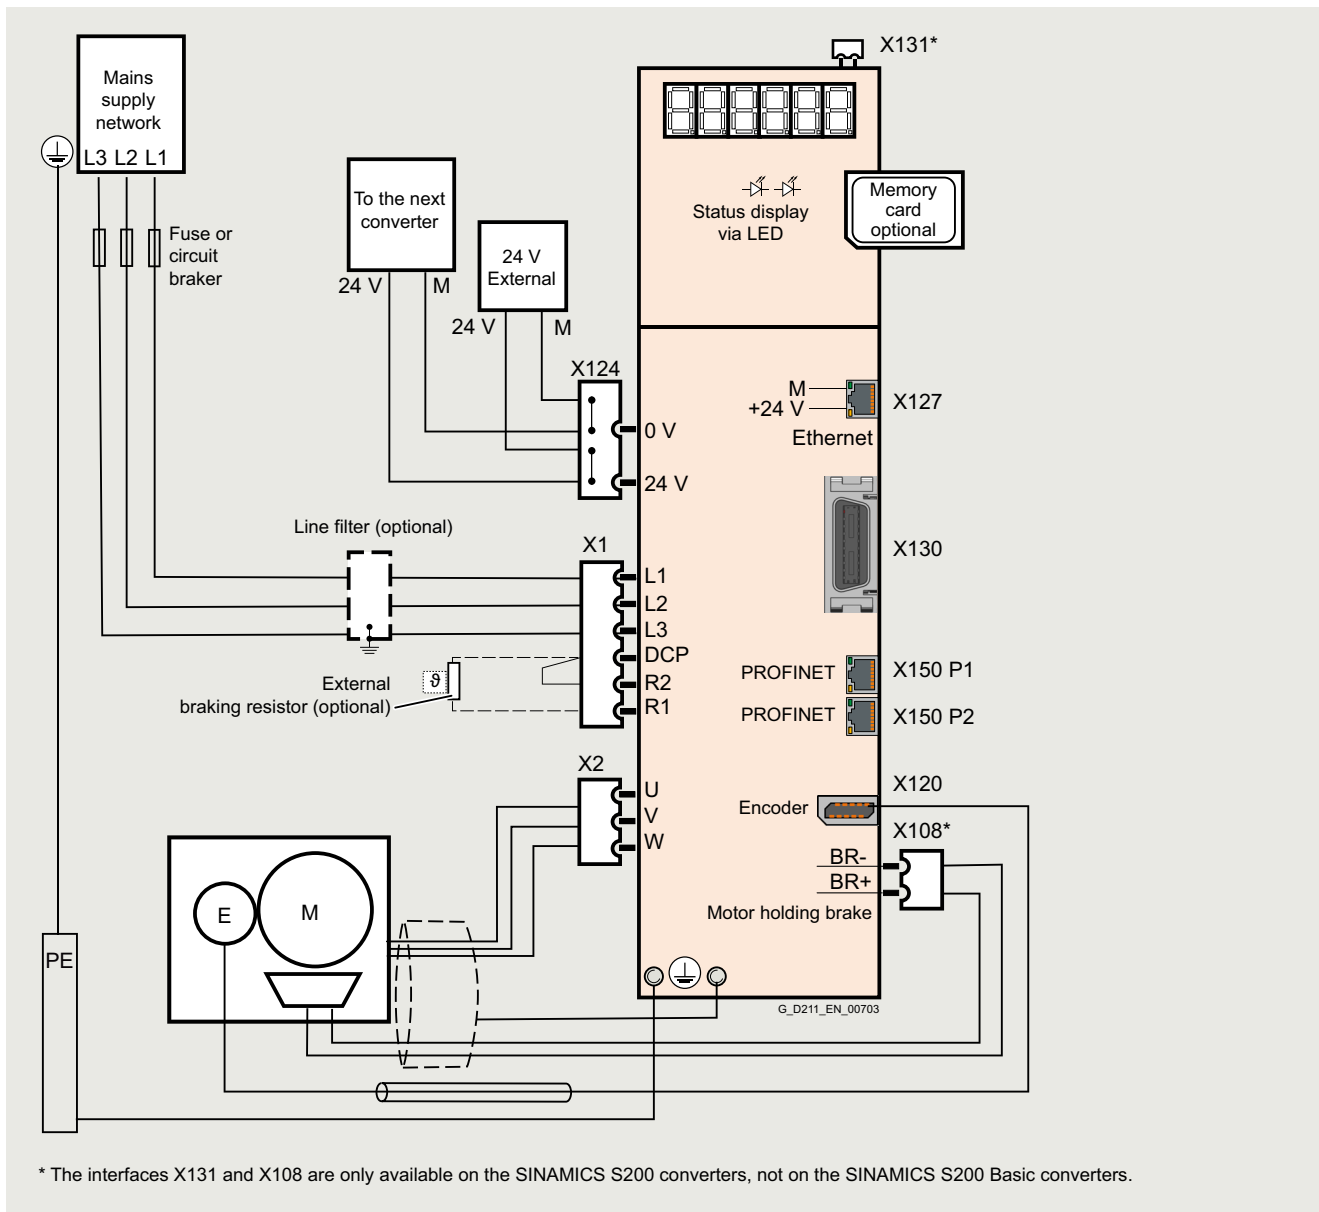 X131*
Mains
supply
network
L3 L2 L1
Fuse or
circuit
braker
To the next
converter
24 V
M
24 V
External
24 V
M
Status display
via LED
Memory
card
optional
X124
0 V
24 V
M
+24 V
Ethernet
X127
X130
Line filter (optional)
X1
L1
L2
L3
DCP
R2
R1
External
braking resistor (optional)
ϑ
PROFINET
X150 P1
PROFINET
X150 P2
X2
U
V
W
Encoder
X120
X108*
BR-
BR+
Motor holding brake
E
M
PE
G_D211_EN_00703
* The interfaces X131 and X108 are only available on the SINAMICS S200 converters, not on the SINAMICS S200 Basic converters.